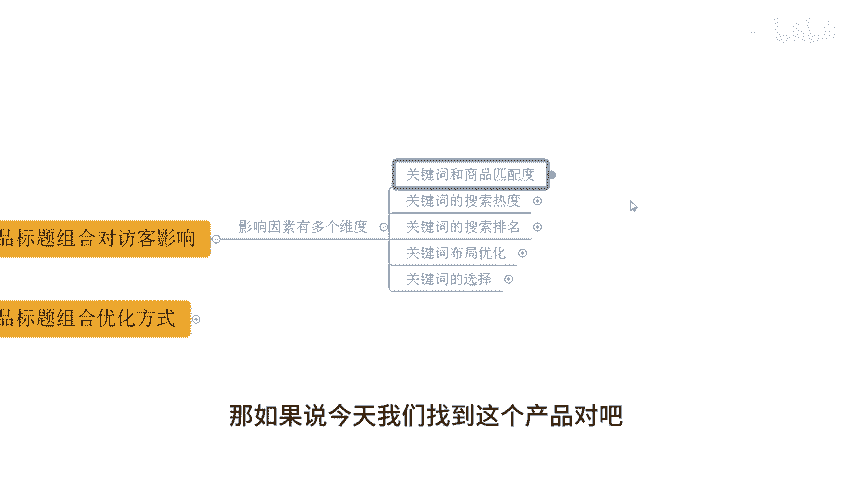 关键词和商品匹配度
关键词的搜索热度
影响因素有多个维度
关键词的搜索排名
品标题组合对访客影响
关键词布局优化
关键词的选择
品标题组合优化方式
那如果说今天我们找到这个产品对吧